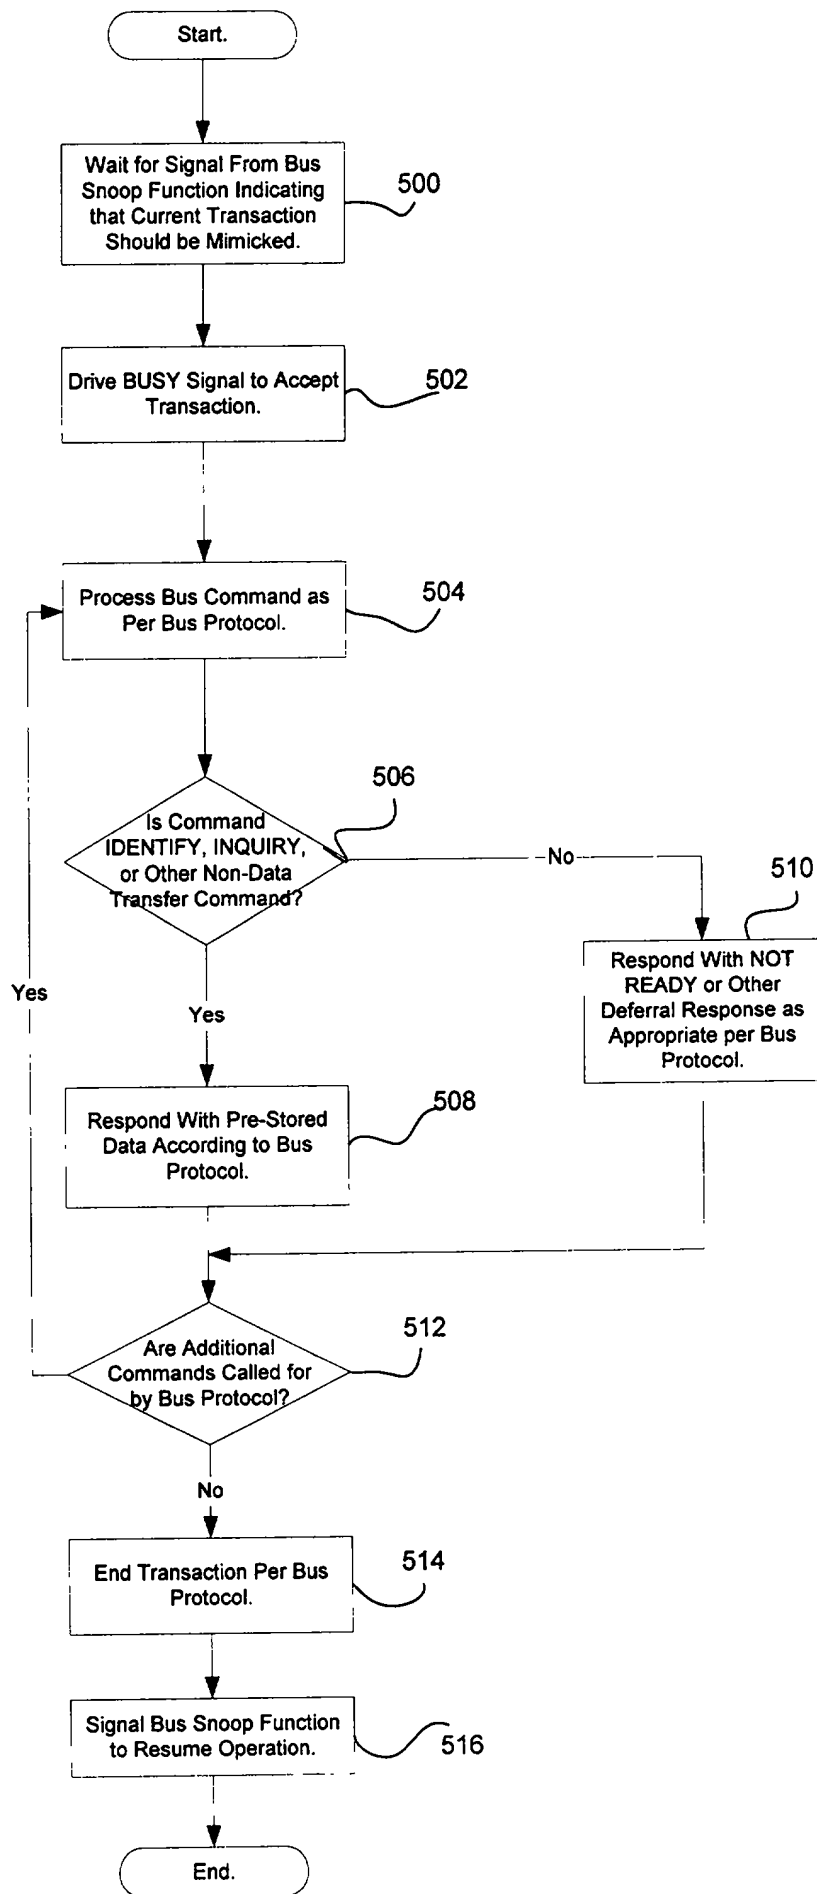 Start.
Wait for Signal From Bus
Snoop Function Indicating
that Current Transaction
Should be Mimicked.
500
Drive BUSY Signal to Accept
Transaction.
502
Process Bus Command as
Per Bus Protocol.
504
506
Is Command
IDENTIFY, INQUIRY,
or Other Non-Data
Transfer Command?
No
510
Respond With NOT
READY or Other
Deferral Response as
Appropriate per Bus
Protocol.
Yes
Yes
Respond With Pre-Stored
Data According to Bus
Protocol.
508
Are Additional
Commands Called for
by Bus Protocol?
512
No
End Transaction Per Bus
Protocol.
514
Signal Bus Snoop Function
to Resume Operation.
516
End.